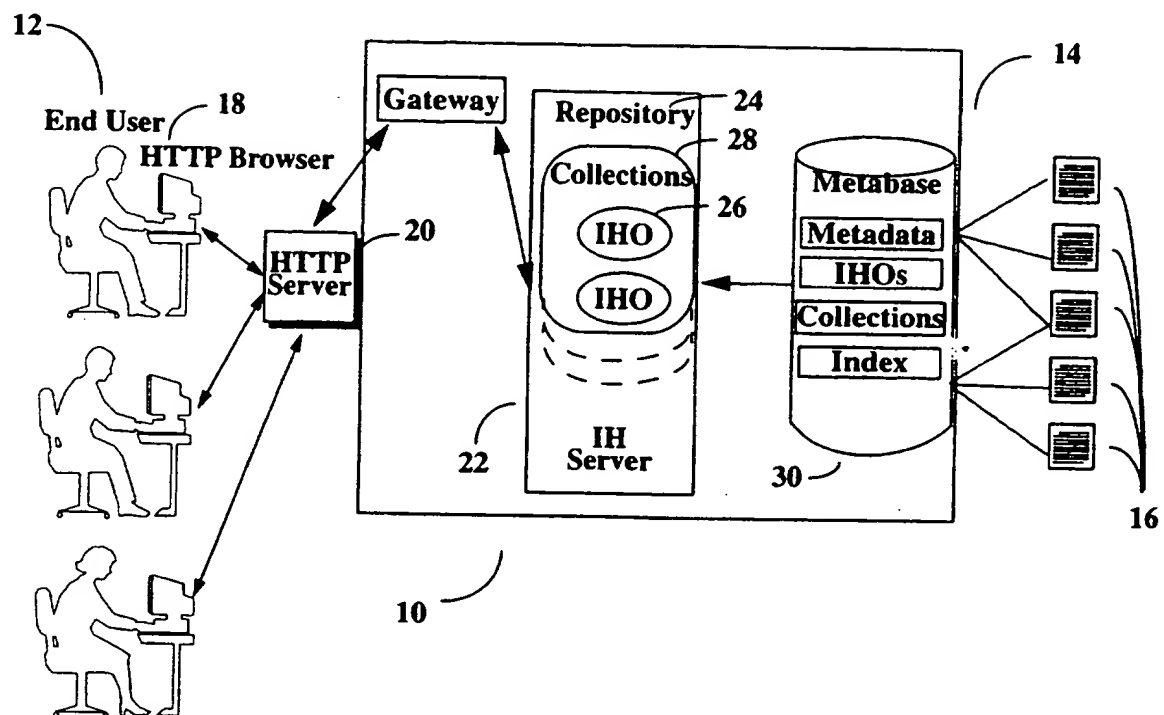 12
14
Gateway
Repository
24
18
End User
HTTP Browser
28
Collections
Metabase
26
IHO
20
Metadata
HTTP
Server
IHOs
IHO
Collections
Index
22
IH
Server
30
16
10